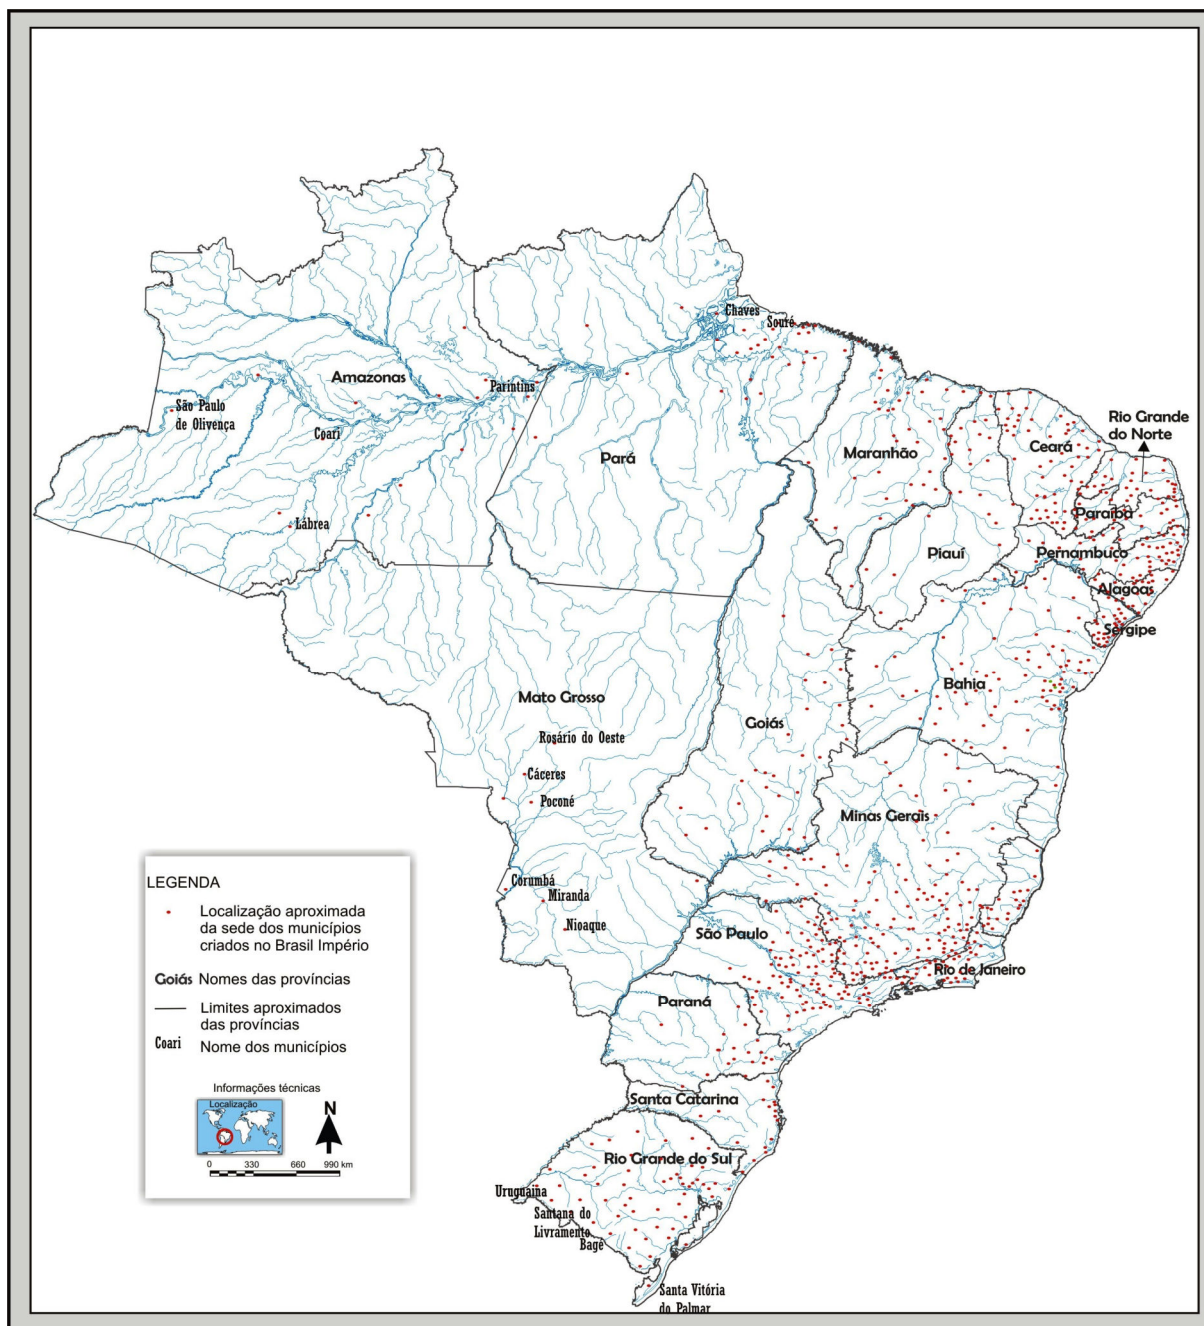 Chaves
Souré
Amazonas
Parintins
São Paulo
de Olivença
Coari
Pará
Maranhão
Ceará
Rio Grande
do Norte
Paraíba
Lábrea
Piauí
Pernambuco
Alagoas
Sergipe
Mato Grosso
Bahia
Rosário do Oeste
Goiás
Cáceres
Poconé
Minas Gerais
Corumbá
Miranda
Nioaque
São Paulo
Rio de Janeiro
Paraná
Santa Catarina
Rio Grande do Sul
Uruguaina
Santana do
Livramento
Bagé
Santa Vitória
do Palmar
LEGENDA
Localização aproximada
da sede dos municípios
criados no Brasil Império
Goiás Nomes das províncias
Limites aproximados
das províncias
Coari Nome dos municípios
Informações técnicas
Localização
N
0 330 660 990 km